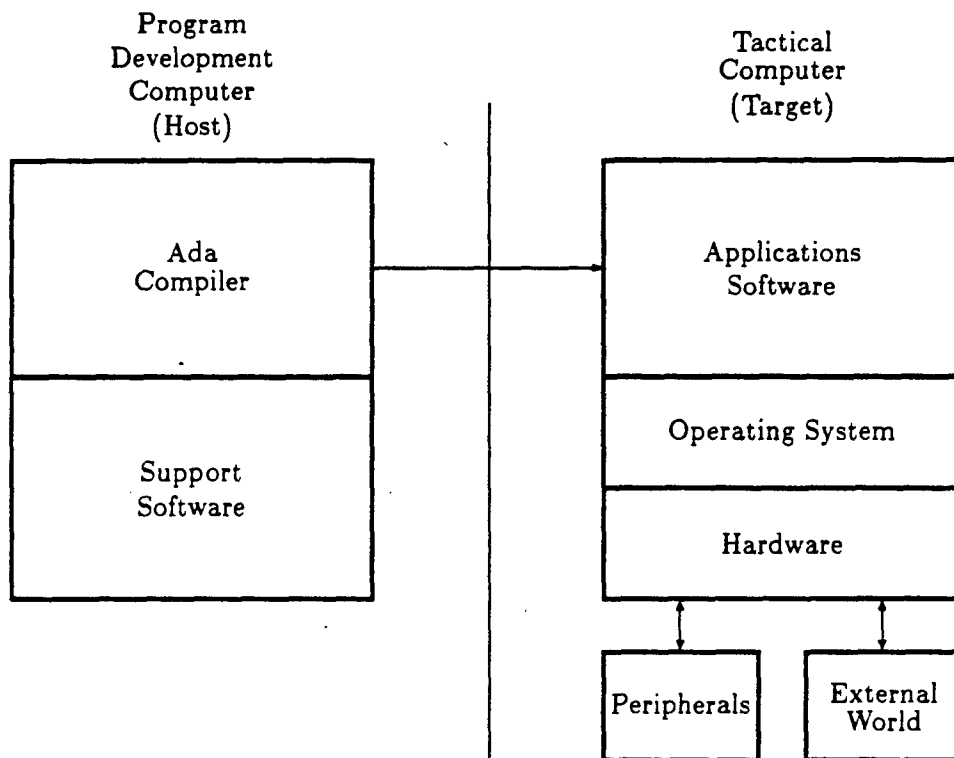 Program
Development
Computer
(Host)
Tactical
Computer
(Target)
Ada
Compiler
Support
Software
Applications
Software
Operating System
Hardware
Peripherals
External
World